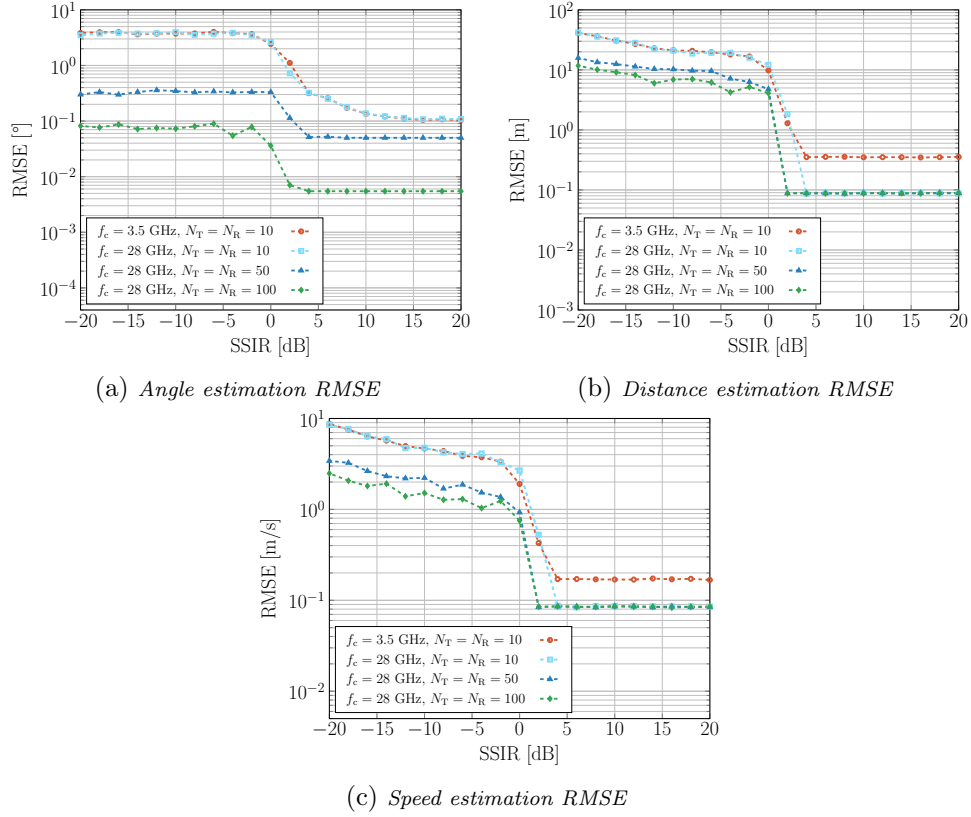 10^1
10^0
10^−1
10^−2
10^−3
10^−4
RMSE [°]
f_c = 3.5 GHz, N_T = N_R = 10
f_c = 28 GHz, N_T = N_R = 10
f_c = 28 GHz, N_T = N_R = 50
f_c = 28 GHz, N_T = N_R = 100
−20 −15 −10 −5 0 5 10 15 20
SSIR [dB]
(a) Angle estimation RMSE
10^2
10^1
10^0
10^−1
10^−2
10^−3
RMSE [m]
f_c = 3.5 GHz, N_T = N_R = 10
f_c = 28 GHz, N_T = N_R = 10
f_c = 28 GHz, N_T = N_R = 50
f_c = 28 GHz, N_T = N_R = 100
−20 −15 −10 −5 0 5 10 15 20
SSIR [dB]
(b) Distance estimation RMSE
10^1
10^0
10^−1
10^−2
RMSE [m/s]
f_c = 3.5 GHz, N_T = N_R = 10
f_c = 28 GHz, N_T = N_R = 10
f_c = 28 GHz, N_T = N_R = 50
f_c = 28 GHz, N_T = N_R = 100
−20 −15 −10 −5 0 5 10 15 20
SSIR [dB]
(c) Speed estimation RMSE